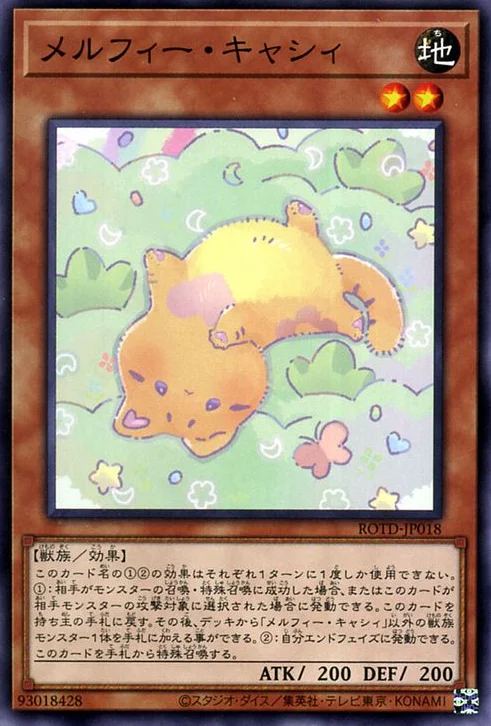 メルフィー・キャシィ
地
ROTD-JP018
【獣族／効果】
このカード名の①②の効果はそれぞれ1ターンに1度しか使用できない。
①：相手がモンスターの召喚・特殊召喚に成功した場合、またはこのカードが
相手モンスターの攻撃対象に選択された場合に発動できる。このカードを
持ち主の手札に戻す。その後、デッキから「メルフィー・キャシィ」以外の獣族
モンスター1体を手札に加える事ができる。②：自分エンドフェイズに発動できる。
このカードを手札から特殊召喚する。
ATK/ 200 DEF/ 200
93018428
©スタジオ・ダイス／集英社・テレビ東京・KONAMI